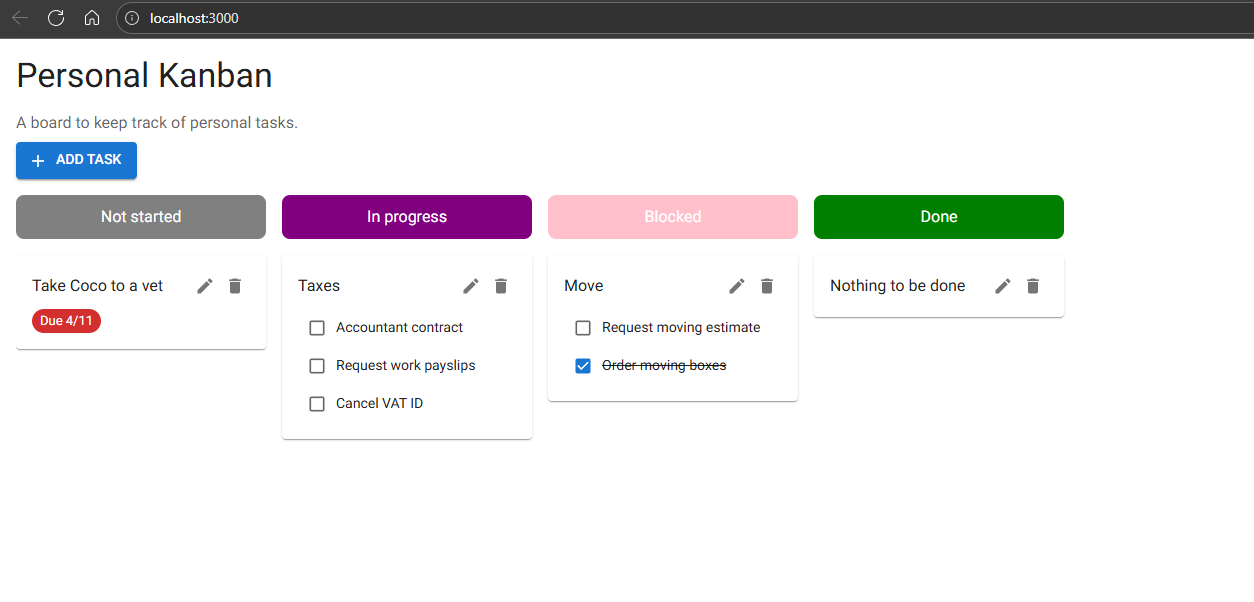 localhost:3000
Personal Kanban
A board to keep track of personal tasks.
ADD TASK
Not started
Take Coco to a vet
Due 4/11
In progress
Taxes
Accountant contract
Request work payslips
Cancel VAT ID
Blocked
Move
Request moving estimate
Order moving boxes
Done
Nothing to be done